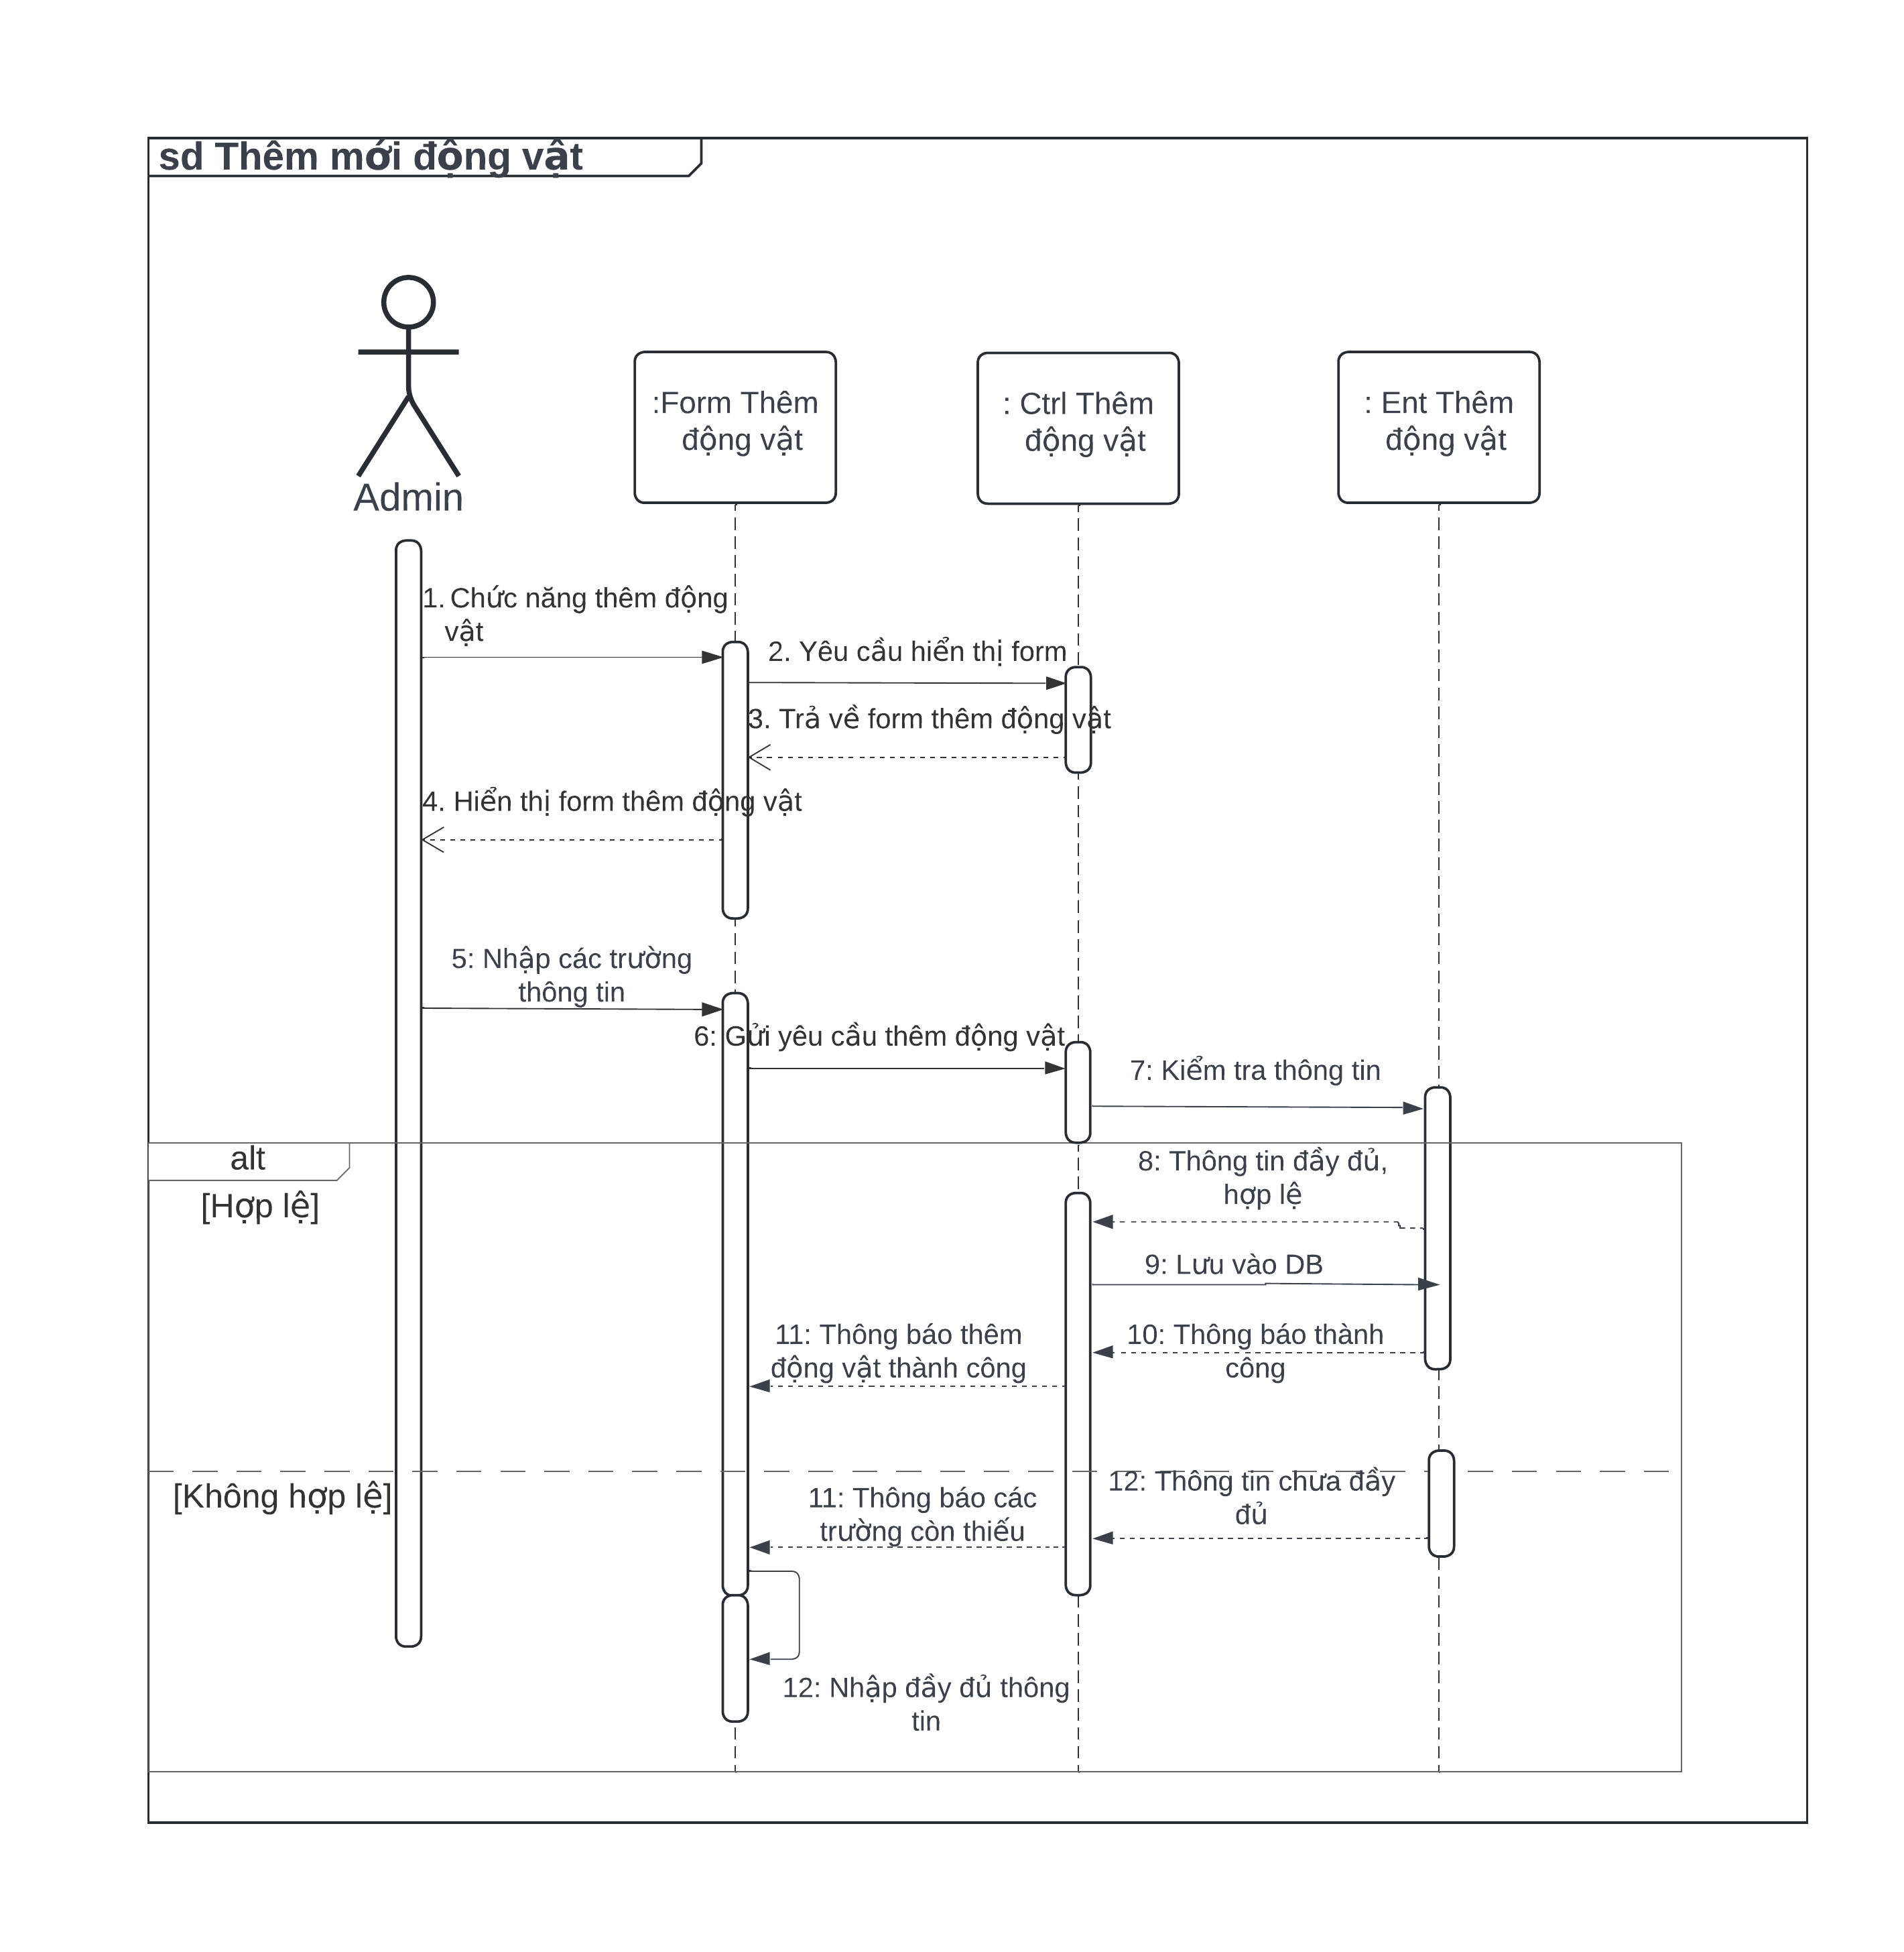 sd Thêm mới động vật
Admin
:Form Thêm
động vật
: Ctrl Thêm
động vật
: Ent Thêm
động vật
1. Chức năng thêm động
vật
2. Yêu cầu hiển thị form
3. Trả về form thêm động vật
4. Hiển thị form thêm động vật
5: Nhập các trường
thông tin
6: Gửi yêu cầu thêm động vật
7: Kiểm tra thông tin
alt
[Hợp lệ]
8: Thông tin đầy đủ,
hợp lệ
9: Lưu vào DB
10: Thông báo thành
công
11: Thông báo thêm
động vật thành công
[Không hợp lệ]
12: Thông tin chưa đầy
đủ
11: Thông báo các
trường còn thiếu
12: Nhập đầy đủ thông
tin